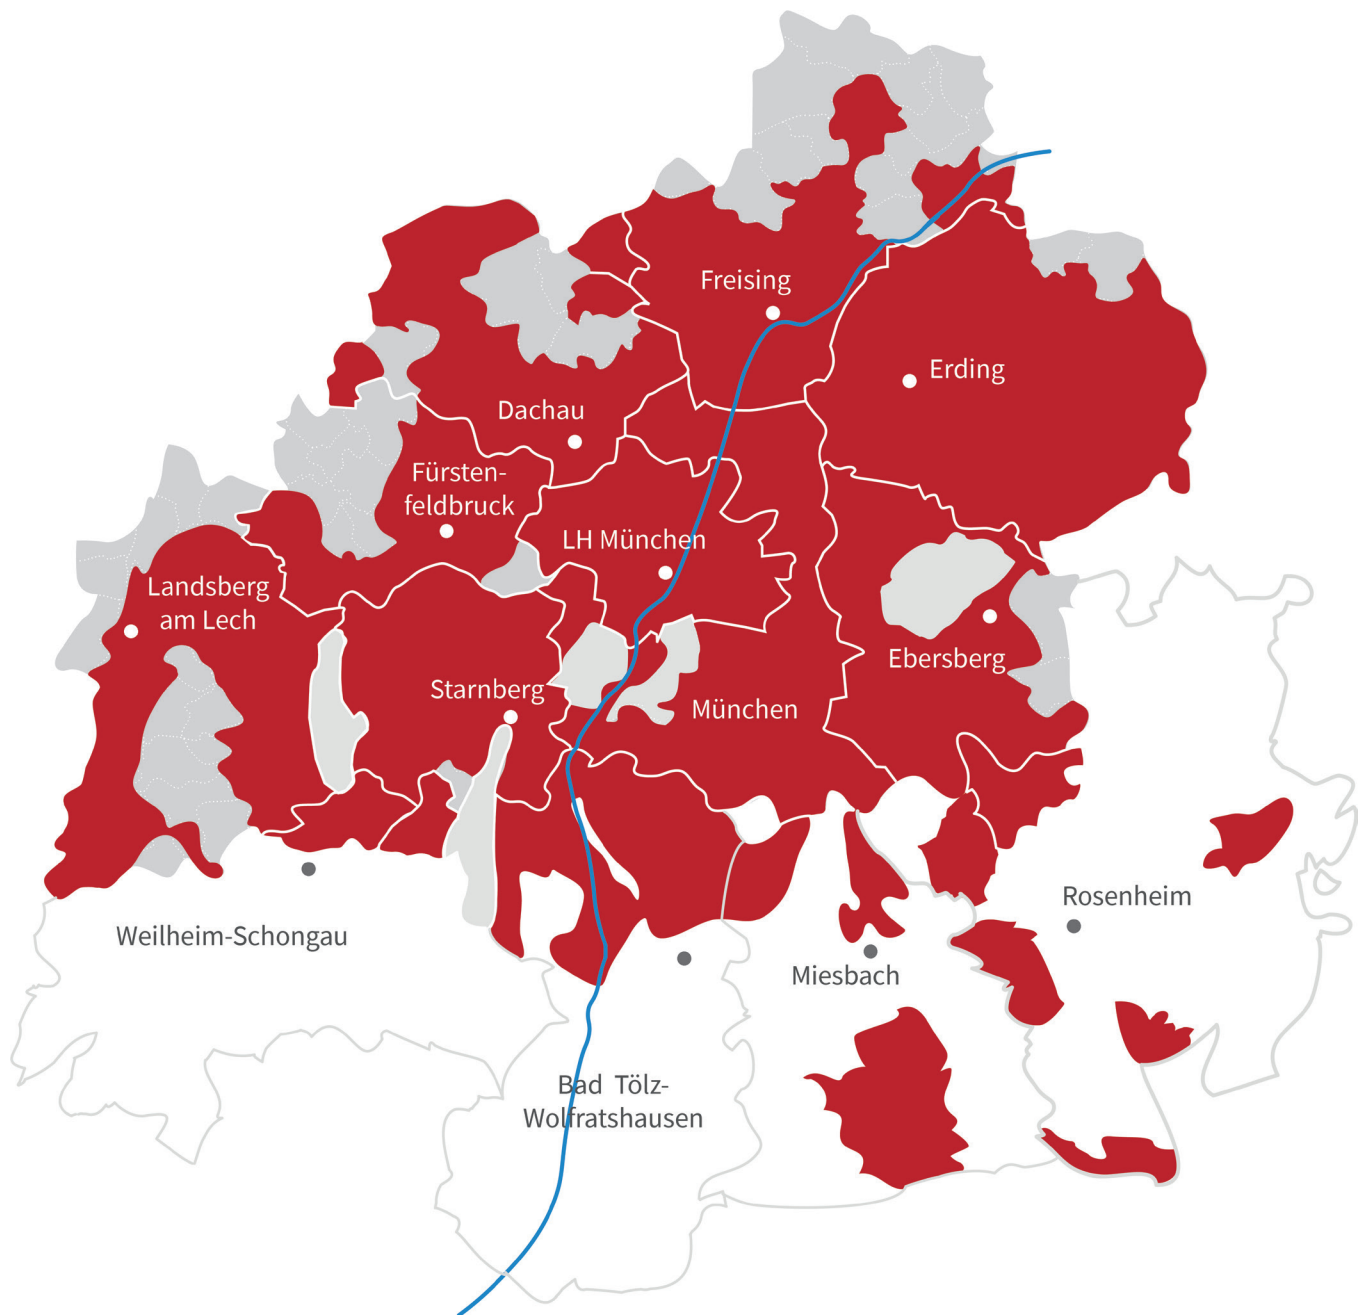 Freising
Erding
Dachau
Fürsten-
feldbruck
LH München
Landsberg
am Lech
Ebersberg
Starnberg
München
Rosenheim
Weilheim-Schongau
Miesbach
Bad Tölz-
Wolfratshausen